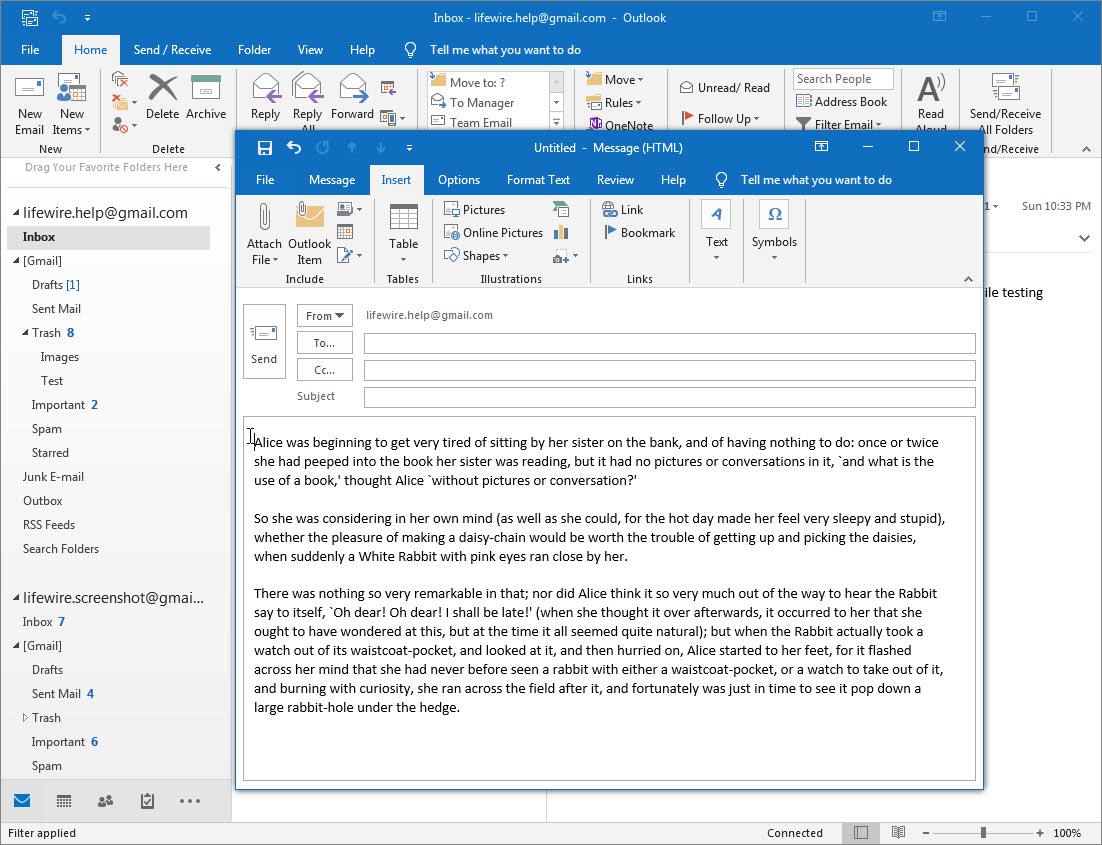 Inbox - lifewire.help@gmail.com - Outlook
File Home Send / Receive Folder View Help Tell me what you want to do
New Email
New Items
New
Delete
Archive
Delete
Reply
Reply All
Forward
Move to: ?
To Manager
Team Email
Move
Rules
OneNote
Unread/ Read
Follow Up
Search People
Address Book
Filter Email
Read Aloud
Send/Receive All Folders
nd/Receive
Drag Your Favorite Folders Here
lifewire.help@gmail.com
Inbox
[Gmail]
Drafts [1]
Sent Mail
Trash 8
Images
Test
Important 2
Spam
Starred
Junk E-mail
Outbox
RSS Feeds
Search Folders
lifewire.screenshot@gmai...
Inbox 7
[Gmail]
Drafts
Sent Mail 4
Trash
Important 6
Spam
Untitled - Message (HTML)
File Message Insert Options Format Text Review Help Tell me what you want to do
Attach File
Outlook Item
Include
Table
Tables
Pictures
Online Pictures
Shapes
Illustrations
Link
Bookmark
Links
A
Text
Ω
Symbols
Send
From lifewire.help@gmail.com
To...
Cc...
Subject
Alice was beginning to get very tired of sitting by her sister on the bank, and of having nothing to do: once or twice
she had peeped into the book her sister was reading, but it had no pictures or conversations in it, `and what is the
use of a book,' thought Alice `without pictures or conversation?'
So she was considering in her own mind (as well as she could, for the hot day made her feel very sleepy and stupid),
whether the pleasure of making a daisy-chain would be worth the trouble of getting up and picking the daisies,
when suddenly a White Rabbit with pink eyes ran close by her.
There was nothing so very remarkable in that; nor did Alice think it so very much out of the way to hear the Rabbit
say to itself, `Oh dear! Oh dear! I shall be late!' (when she thought it over afterwards, it occurred to her that she
ought to have wondered at this, but at the time it all seemed quite natural); but when the Rabbit actually took a
watch out of its waistcoat-pocket, and looked at it, and then hurried on, Alice started to her feet, for it flashed
across her mind that she had never before seen a rabbit with either a waistcoat-pocket, or a watch to take out of it,
and burning with curiosity, she ran across the field after it, and fortunately was just in time to see it pop down a
large rabbit-hole under the hedge.
1 Sun 10:33 PM
ile testing
Filter applied
Connected
100%